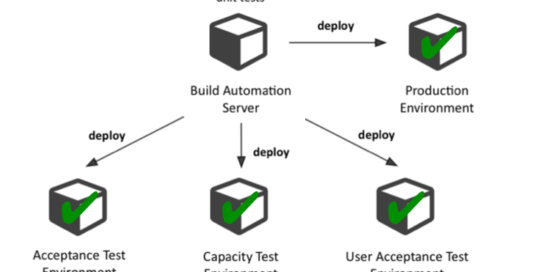 unit tests
deploy
Build Automation
Server
Production
Environment
deploy
deploy
deploy
Acceptance Test
Environment
Capacity Test
Environment
User Acceptance Test
Environment